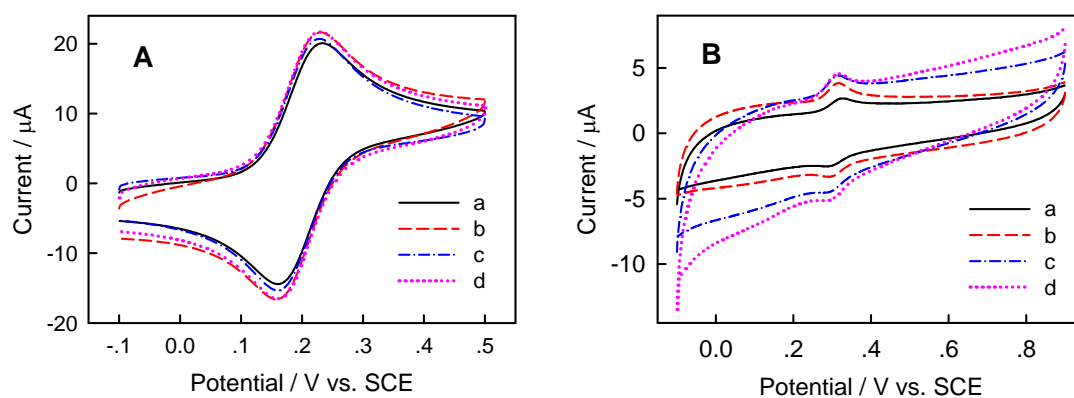 A
Current / μA
20
10
0
-10
-20
-.1
0.0
.1
.2
.3
.4
.5
Potential / V vs. SCE
a
b
c
d
B
Current / μA
5
0
-5
-10
0.0
.2
.4
.6
.8
Potential / V vs. SCE
a
b
c
d